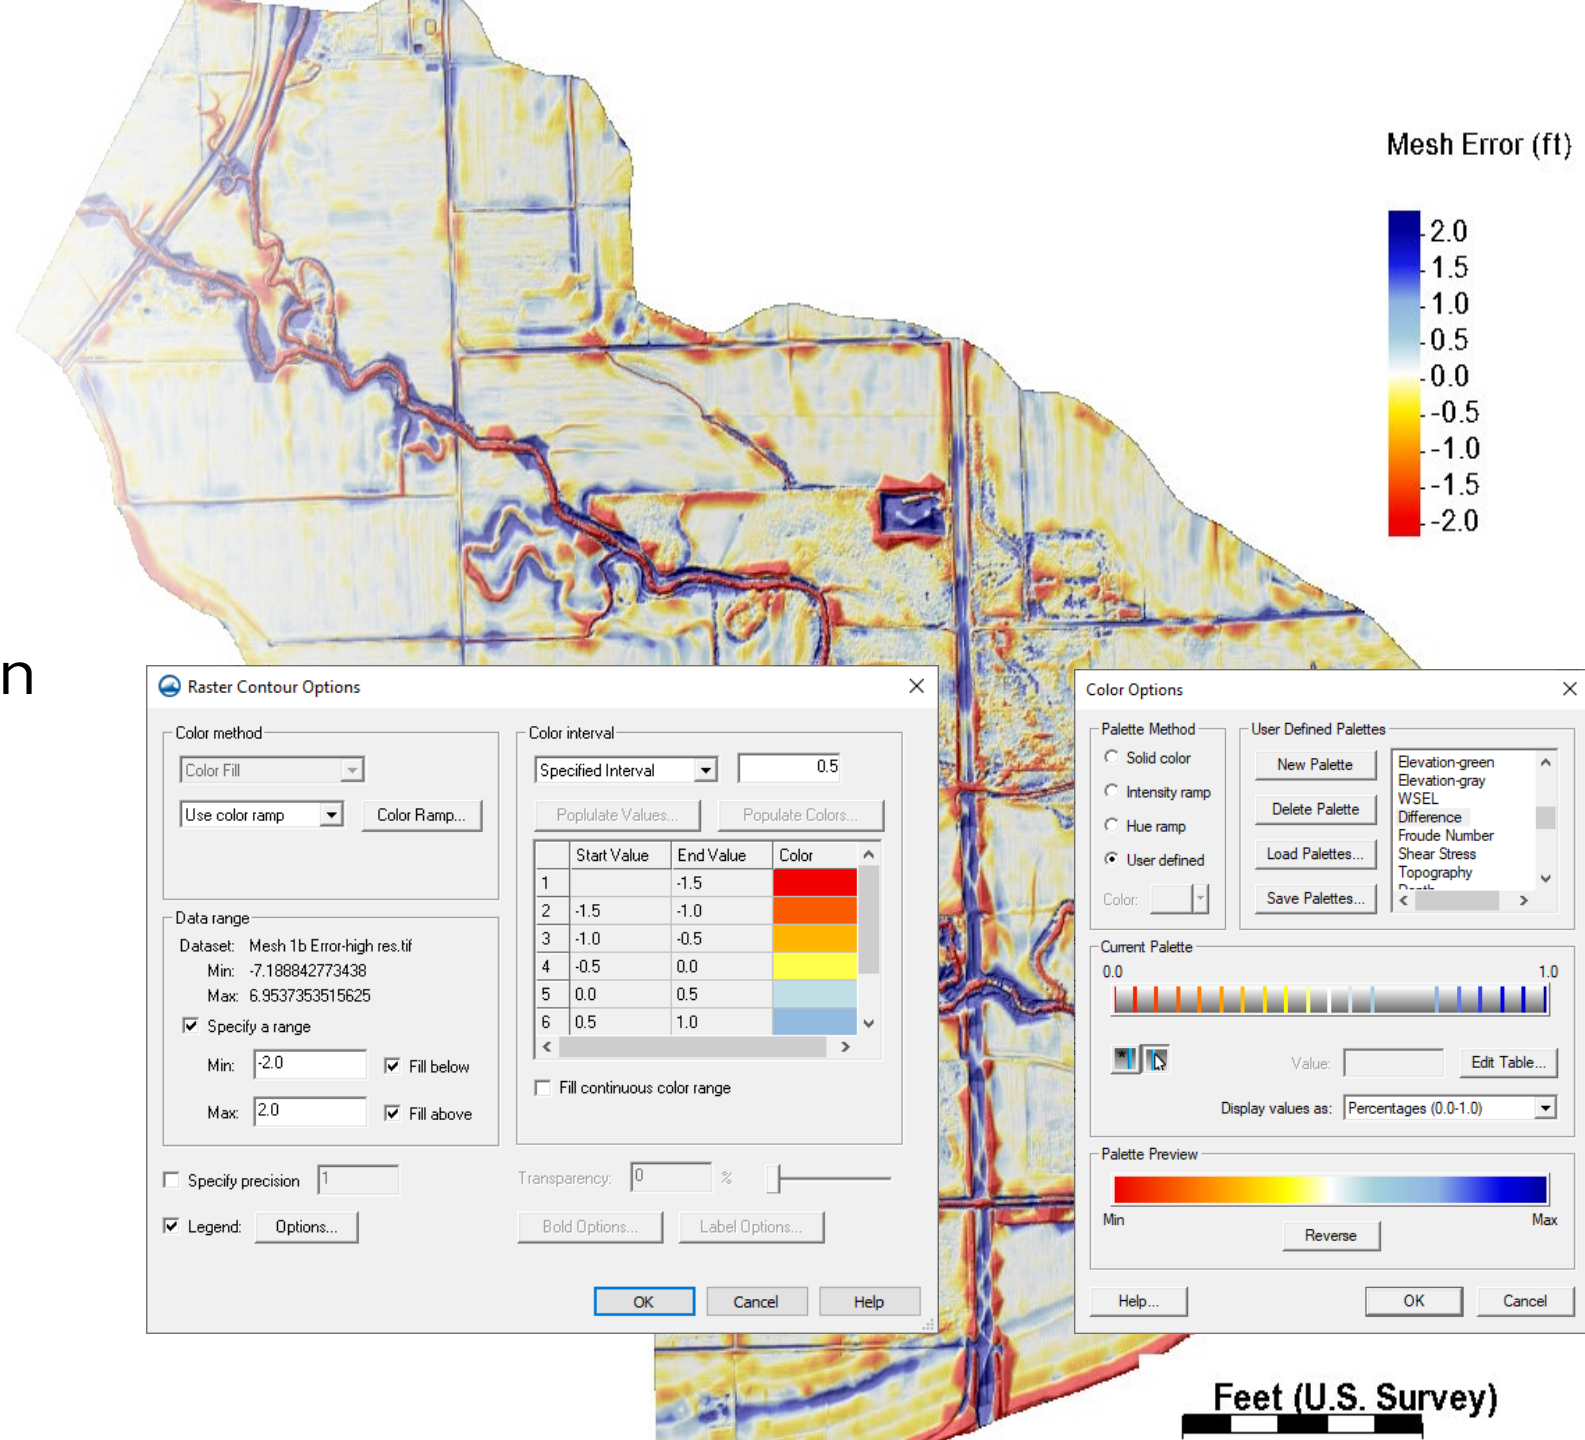 Mesh Error (ft)
2.0
1.5
1.0
0.5
0.0
-0.5
-1.0
-1.5
-2.0
n
Raster Contour Options
Color method
Color Fill
Use color ramp
Color Ramp...
Data range
Dataset: Mesh 1b Error-high res.tif
Min: -7.188842773438
Max: 6.9537353515625
Specify a range
Min: -2.0
Fill below
Max: 2.0
Fill above
Specify precision 1
Legend: Options...
Color interval
Specified Interval 0.5
Poplulate Values... Populate Colors...
Start Value End Value Color
1 -1.5
2 -1.5 -1.0
3 -1.0 -0.5
4 -0.5 0.0
5 0.0 0.5
6 0.5 1.0
Fill continuous color range
Transparency: 0 %
Bold Options... Label Options...
OK Cancel Help
Color Options
Palette Method
Solid color
Intensity ramp
Hue ramp
User defined
Color:
User Defined Palettes
New Palette
Delete Palette
Load Palettes...
Save Palettes...
Elevation-green
Elevation-gray
WSEL
Difference
Froude Number
Shear Stress
Topography
Current Palette
0.0 1.0
Value: Edit Table...
Display values as: Percentages (0.0-1.0)
Palette Preview
Min Max
Reverse
Help... OK Cancel
Feet (U.S. Survey)